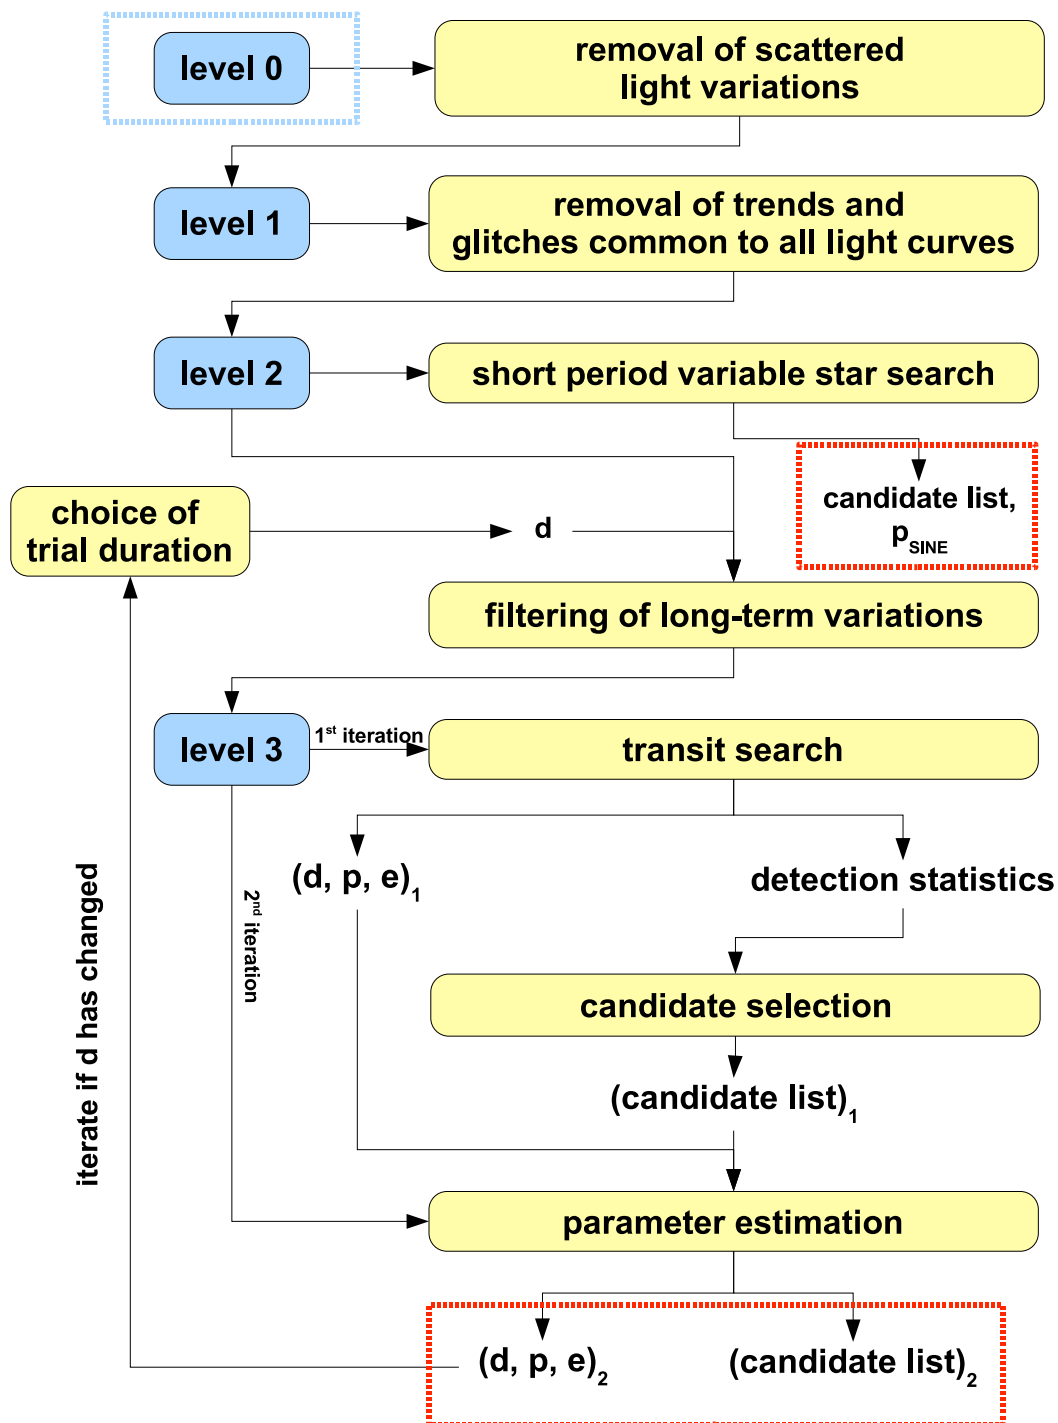 level 0
removal of scattered
light variations
level 1
removal of trends and
glitches common to all light curves
level 2
short period variable star search
candidate list,
p_SINE
choice of
trial duration
d
filtering of long-term variations
level 3
1st iteration
transit search
2nd iteration
(d, p, e)1
detection statistics
candidate selection
(candidate list)1
iterate if d has changed
parameter estimation
(d, p, e)2
(candidate list)2